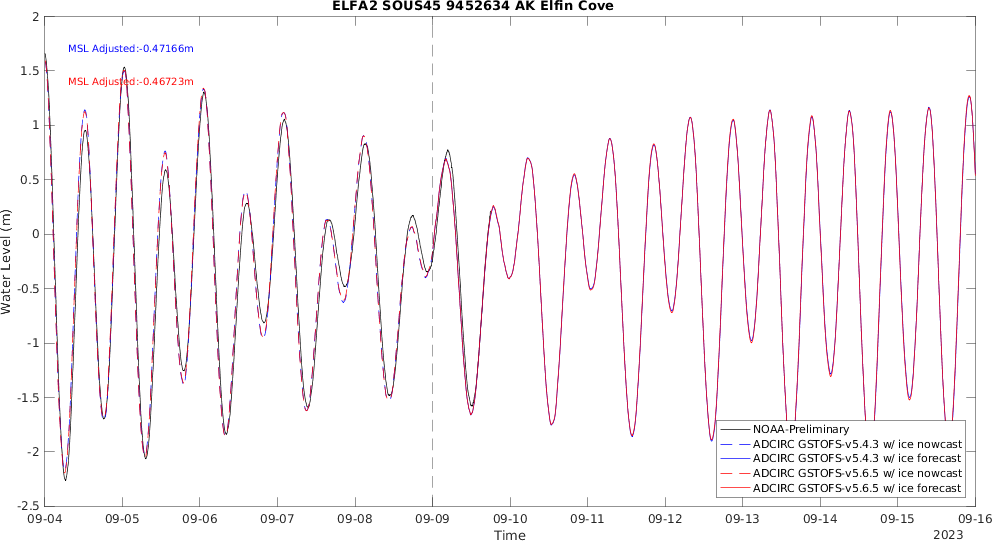 ELFA2 SOUS45 9452634 AK Elfin Cove
MSL Adjusted:-0.47166m
MSL Adjusted:-0.46723m
Water Level (m)
2
1.5
1
0.5
0
-0.5
-1
-1.5
-2
-2.5
NOAA-Preliminary
ADCIRC GSTOFS-v5.4.3 w/ ice nowcast
ADCIRC GSTOFS-v5.4.3 w/ ice forecast
ADCIRC GSTOFS-v5.6.5 w/ ice nowcast
ADCIRC GSTOFS-v5.6.5 w/ ice forecast
09-04 09-05 09-06 09-07 09-08 09-09 09-10 09-11 09-12 09-13 09-14 09-15 09-16
Time
2023